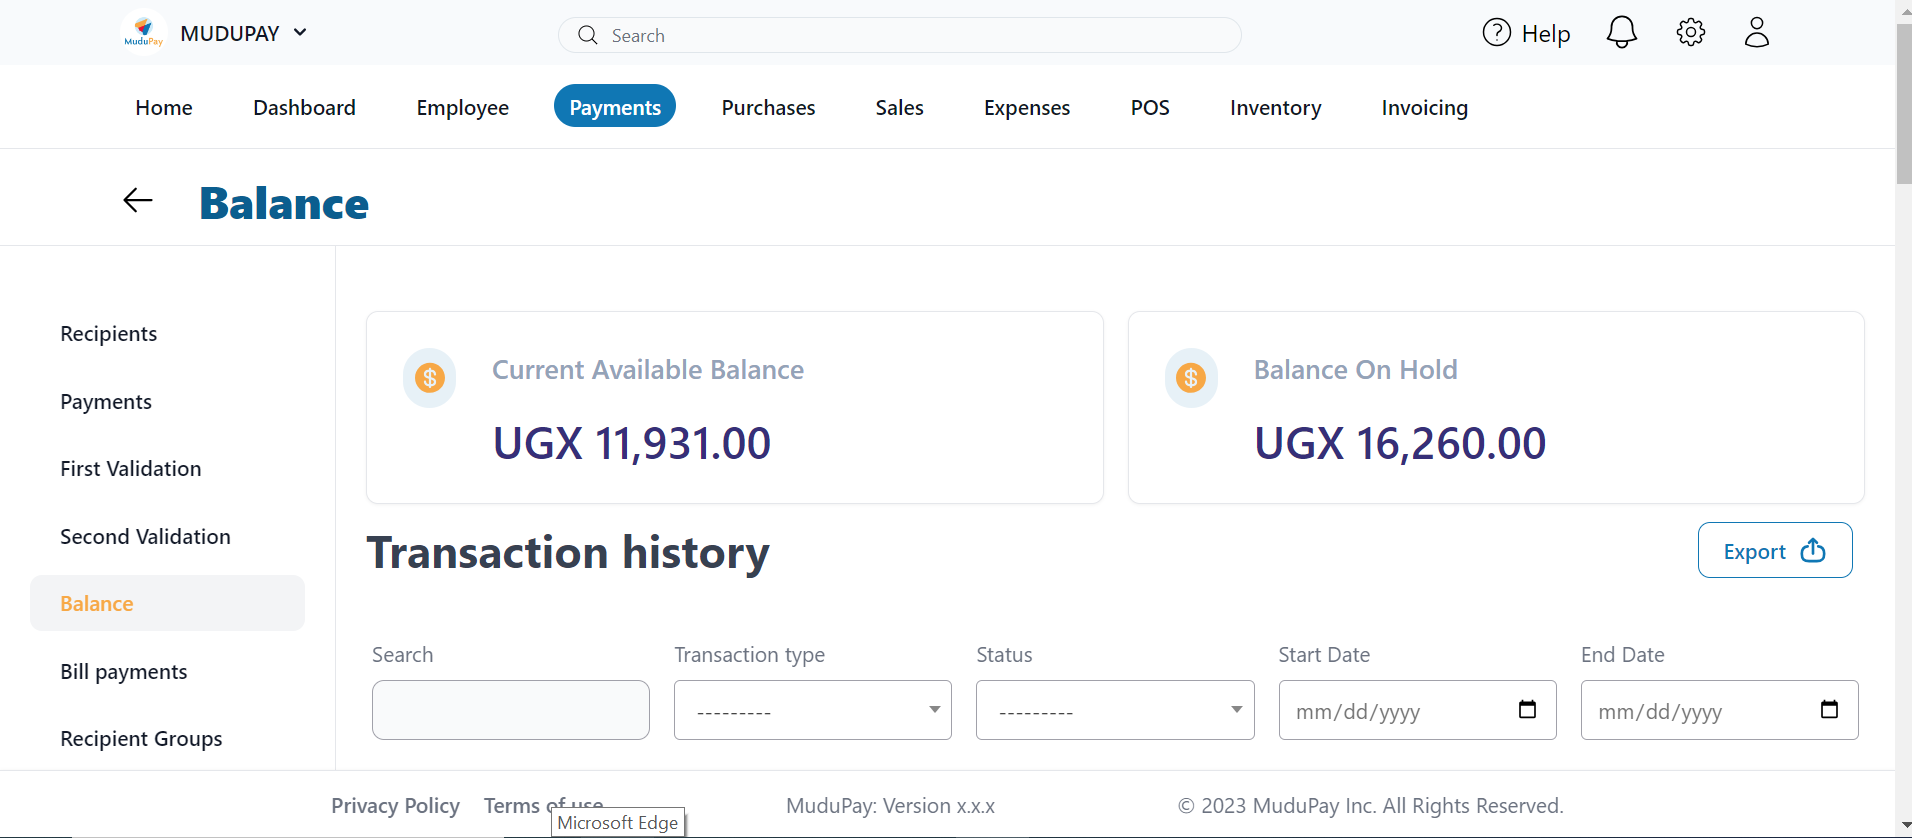 MuduPay
MUDUPAY
Search
Help
Home Dashboard Employee Payments Purchases Sales Expenses POS Inventory Invoicing
Balance
Recipients
Payments
First Validation
Second Validation
Balance
Bill payments
Recipient Groups
Current Available Balance
UGX 11,931.00
Balance On Hold
UGX 16,260.00
Transaction history
Export
Search Transaction type Status Start Date End Date
--------- --------- mm/dd/yyyy mm/dd/yyyy
Privacy Policy Terms of use MuduPay: Version x.x.x © 2023 MuduPay Inc. All Rights Reserved.
Microsoft Edge